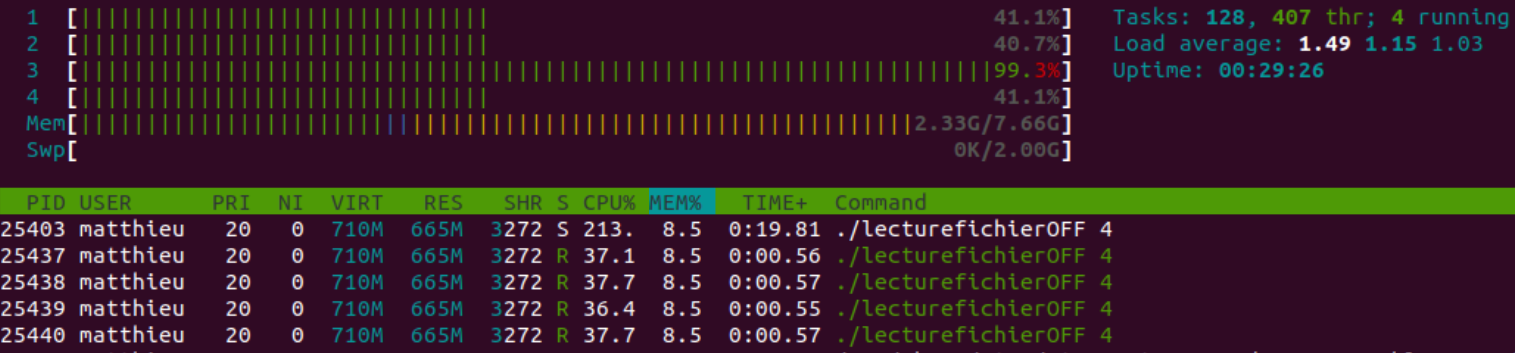 1 [|||||||||||||||||||||||||||||| 41.1%] Tasks: 128, 407 thr; 4 running
2 [|||||||||||||||||||||||||||||| 40.7%] Load average: 1.49 1.15 1.03
3 [||||||||||||||||||||||||||||||||||||||||||||||||||||||||||||||||||||99.3%] Uptime: 00:29:26
4 [|||||||||||||||||||||||||||||| 41.1%]
Mem[||||||||||||||||||||||||||||||||||||||||||||||||||||||||||||||2.33G/7.66G]
Swp[ 0K/2.00G]
PID USER PRI NI VIRT RES SHR S CPU% MEM% TIME+ Command
25403 matthieu 20 0 710M 665M 3272 S 213. 8.5 0:19.81 ./lecturefichierOFF 4
25437 matthieu 20 0 710M 665M 3272 R 37.1 8.5 0:00.56 ./lecturefichierOFF 4
25438 matthieu 20 0 710M 665M 3272 R 37.7 8.5 0:00.57 ./lecturefichierOFF 4
25439 matthieu 20 0 710M 665M 3272 R 36.4 8.5 0:00.55 ./lecturefichierOFF 4
25440 matthieu 20 0 710M 665M 3272 R 37.7 8.5 0:00.57 ./lecturefichierOFF 4